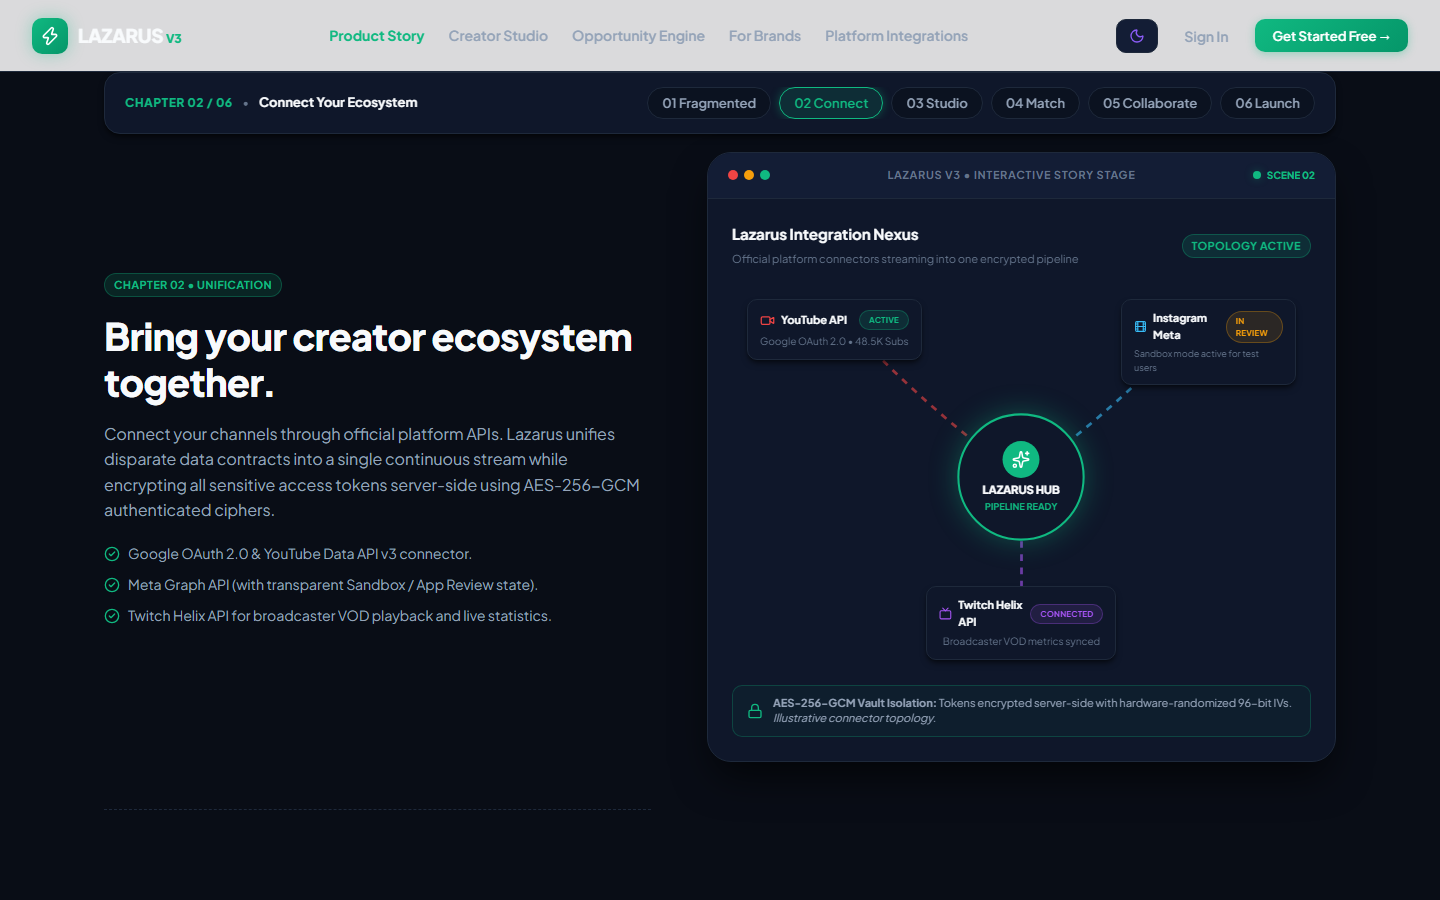 LAZARUS V3
Product Story
Creator Studio
Opportunity Engine
For Brands
Platform Integrations
Sign In
Get Started Free →
CHAPTER 02 / 06 • Connect Your Ecosystem
01 Fragmented
02 Connect
03 Studio
04 Match
05 Collaborate
06 Launch
CHAPTER 02 • UNIFICATION
Bring your creator ecosystem
together.
Connect your channels through official platform APIs. Lazarus unifies
disparate data contracts into a single continuous stream while
encrypting all sensitive access tokens server-side using AES-256-GCM
authenticated ciphers.
Google OAuth 2.0 & YouTube Data API v3 connector.
Meta Graph API (with transparent Sandbox / App Review state).
Twitch Helix API for broadcaster VOD playback and live statistics.
LAZARUS V3 • INTERACTIVE STORY STAGE
SCENE 02
Lazarus Integration Nexus
Official platform connectors streaming into one encrypted pipeline
TOPOLOGY ACTIVE
YouTube API
ACTIVE
Google OAuth 2.0 • 48.5K Subs
Instagram
Meta
IN
REVIEW
Sandbox mode active for test
users
LAZARUS HUB
PIPELINE READY
Twitch Helix
API
CONNECTED
Broadcaster VOD metrics synced
AES-256-GCM Vault Isolation: Tokens encrypted server-side with hardware-randomized 96-bit IVs.
Illustrative connector topology.